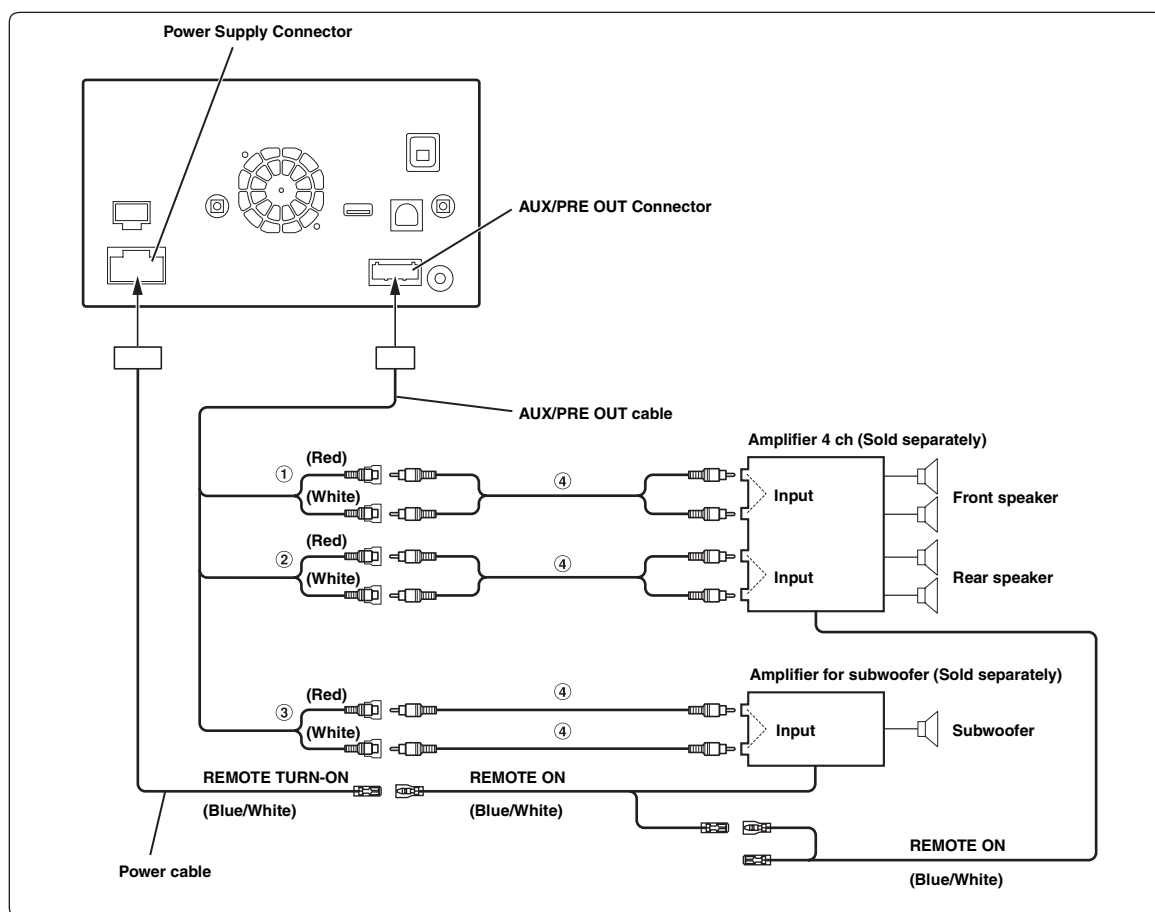 Power Supply Connector
AUX/PRE OUT Connector
AUX/PRE OUT cable
Amplifier 4 ch (Sold separately)
① (Red)
(White)
④
Input
Front speaker
② (Red)
(White)
④
Input
Rear speaker
Amplifier for subwoofer (Sold separately)
③ (Red)
(White)
④
④
Input
Subwoofer
REMOTE TURN-ON
(Blue/White)
REMOTE ON
(Blue/White)
REMOTE ON
(Blue/White)
Power cable